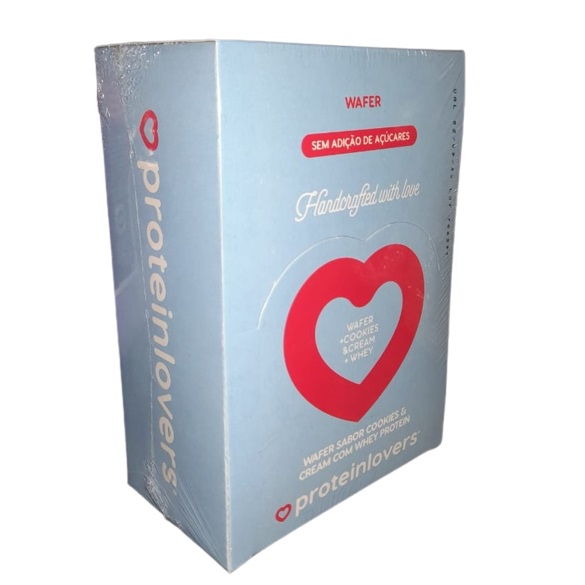 WAFER
SEM ADIÇÃO DE AÇÚCARES
Handcrafted with love
WAFER
+COOKIES
&CREAM
+ WHEY
WAFER SABOR COOKIES &
CREAM COM WHEY PROTEIN
proteinlovers
proteinlovers